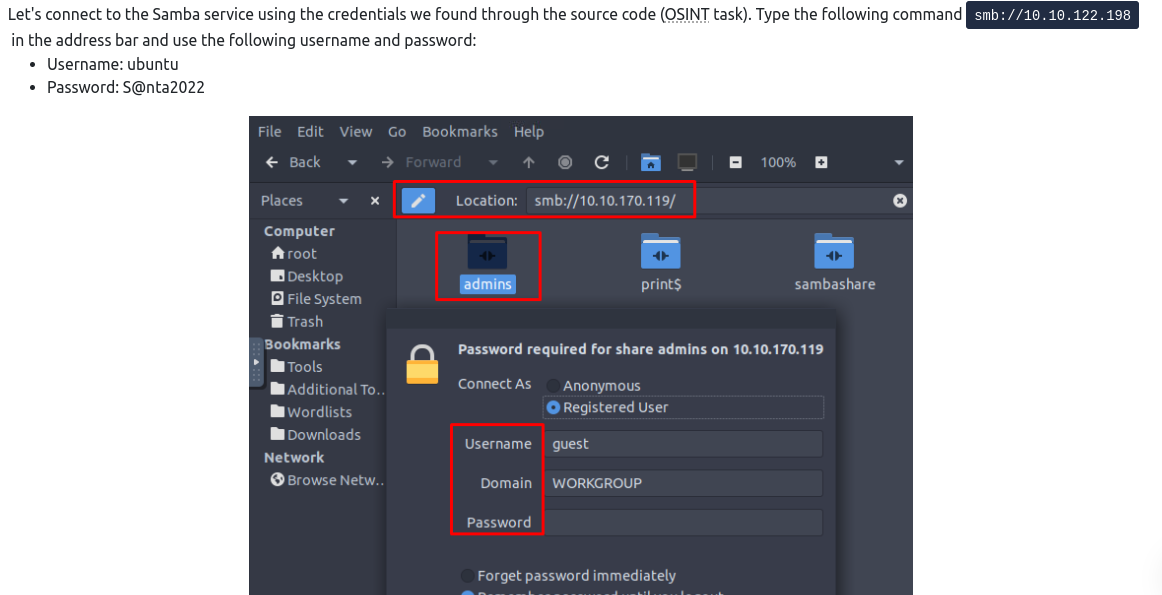 Let's connect to the Samba service using the credentials we found through the source code (OSINT task). Type the following command smb://10.10.122.198
in the address bar and use the following username and password:
• Username: ubuntu
• Password: S@nta2022
File Edit View Go Bookmarks Help
Back Forward 100%
Places Location: smb://10.10.170.119/
Computer
root
Desktop
File System
Trash
Bookmarks
Tools
Additional To..
Wordlists
Downloads
Network
Browse Netw..
admins print$ sambashare
Password required for share admins on 10.10.170.119
Connect As Anonymous
Registered User
Username guest
Domain WORKGROUP
Password
Forget password immediately
Remember password until you logout